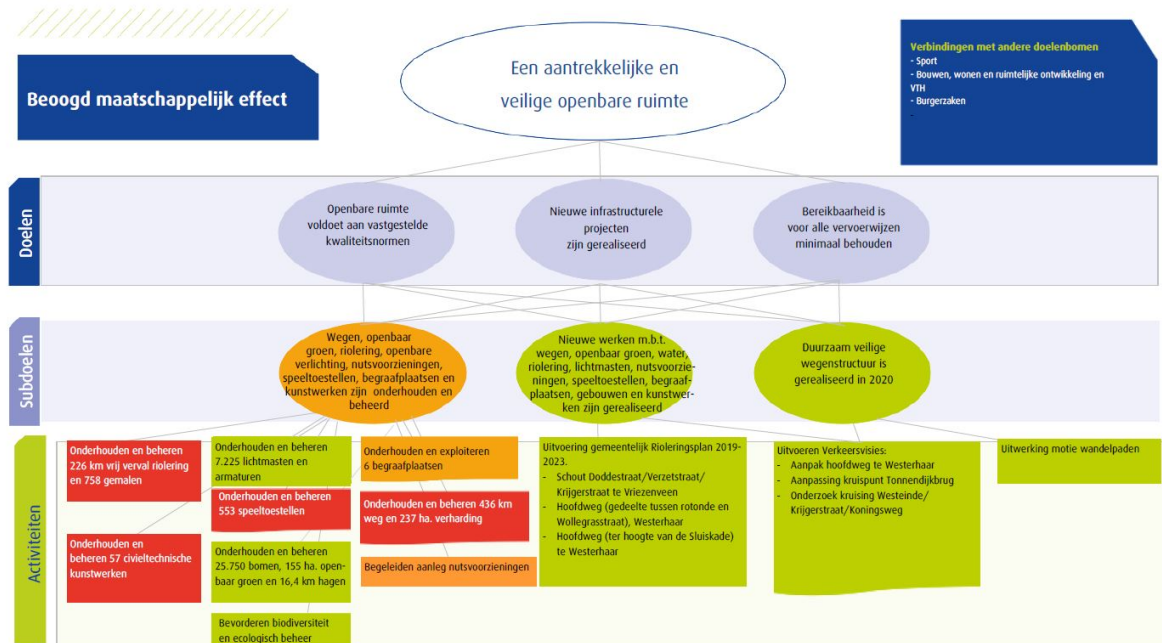 Beoogd maatschappelijk effect
Een aantrekkelijke en
veilige openbare ruimte
Verbindingen met andere doelenbomen
- Sport
- Bouwen, wonen en ruimtelijke ontwikkeling en
VTH
- Burgerzaken
-
Doelen
Openbare ruimte
voldoet aan vastgestelde
kwaliteitsnormen
Nieuwe infrastructurele
projecten
zijn gerealiseerd
Bereikbaarheid is
voor alle vervoerwijzen
minimaal behouden
Subdoelen
Wegen, openbaar
groen, riolering, openbare
verlichting, nutsvoorzieningen,
speeltoestellen, begraafplaatsen en
kunstwerken zijn onderhouden en
beheerd
Nieuwe werken m.b.t.
wegen, openbaar groen, water,
riolering, lichtmasten, nutsvoorzie-
ningen, speeltoestellen, begraaf-
plaatsen, gebouwen en kunstwer-
ken zijn gerealiseerd
Duurzaam veilige
wegenstructuur is
gerealiseerd in 2020
Activiteiten
Onderhouden en beheren
226 km vrij verval riolering
en 758 gemalen
Onderhouden en
beheren 57 civieltechnische
kunstwerken
Onderhouden en beheren
7.225 lichtmasten en
armaturen
Onderhouden en beheren
553 speeltoestellen
Onderhouden en beheren
25.750 bomen, 155 ha. open-
baar groen en 16,4 km hagen
Bevorderen biodiversiteit
en ecologisch beheer
Onderhouden en exploiteren
6 begraafplaatsen
Onderhouden en beheren 436 km
weg en 237 ha. verharding
Begeleiden aanleg nutsvoorzieningen
Uitvoering gemeentelijk Rioleringsplan 2019-
2023.
- Schout Doddestraat/Verzetstraat/
Krijgerstraat te Vriezenveen
- Hoofdweg (gedeelte tussen rotonde en
Wollegrasstraat), Westerhaar
- Hoofdweg (ter hoogte van de Sluiskade)
te Westerhaar
Uitvoeren Verkeersvisies:
- Aanpak hoofdweg te Westerhaar
- Aanpassing kruispunt Tonnendijkbrug
- Onderzoek kruising Westeinde/
Krijgerstraat/Koningsweg
Uitwerking motie wandelpaden